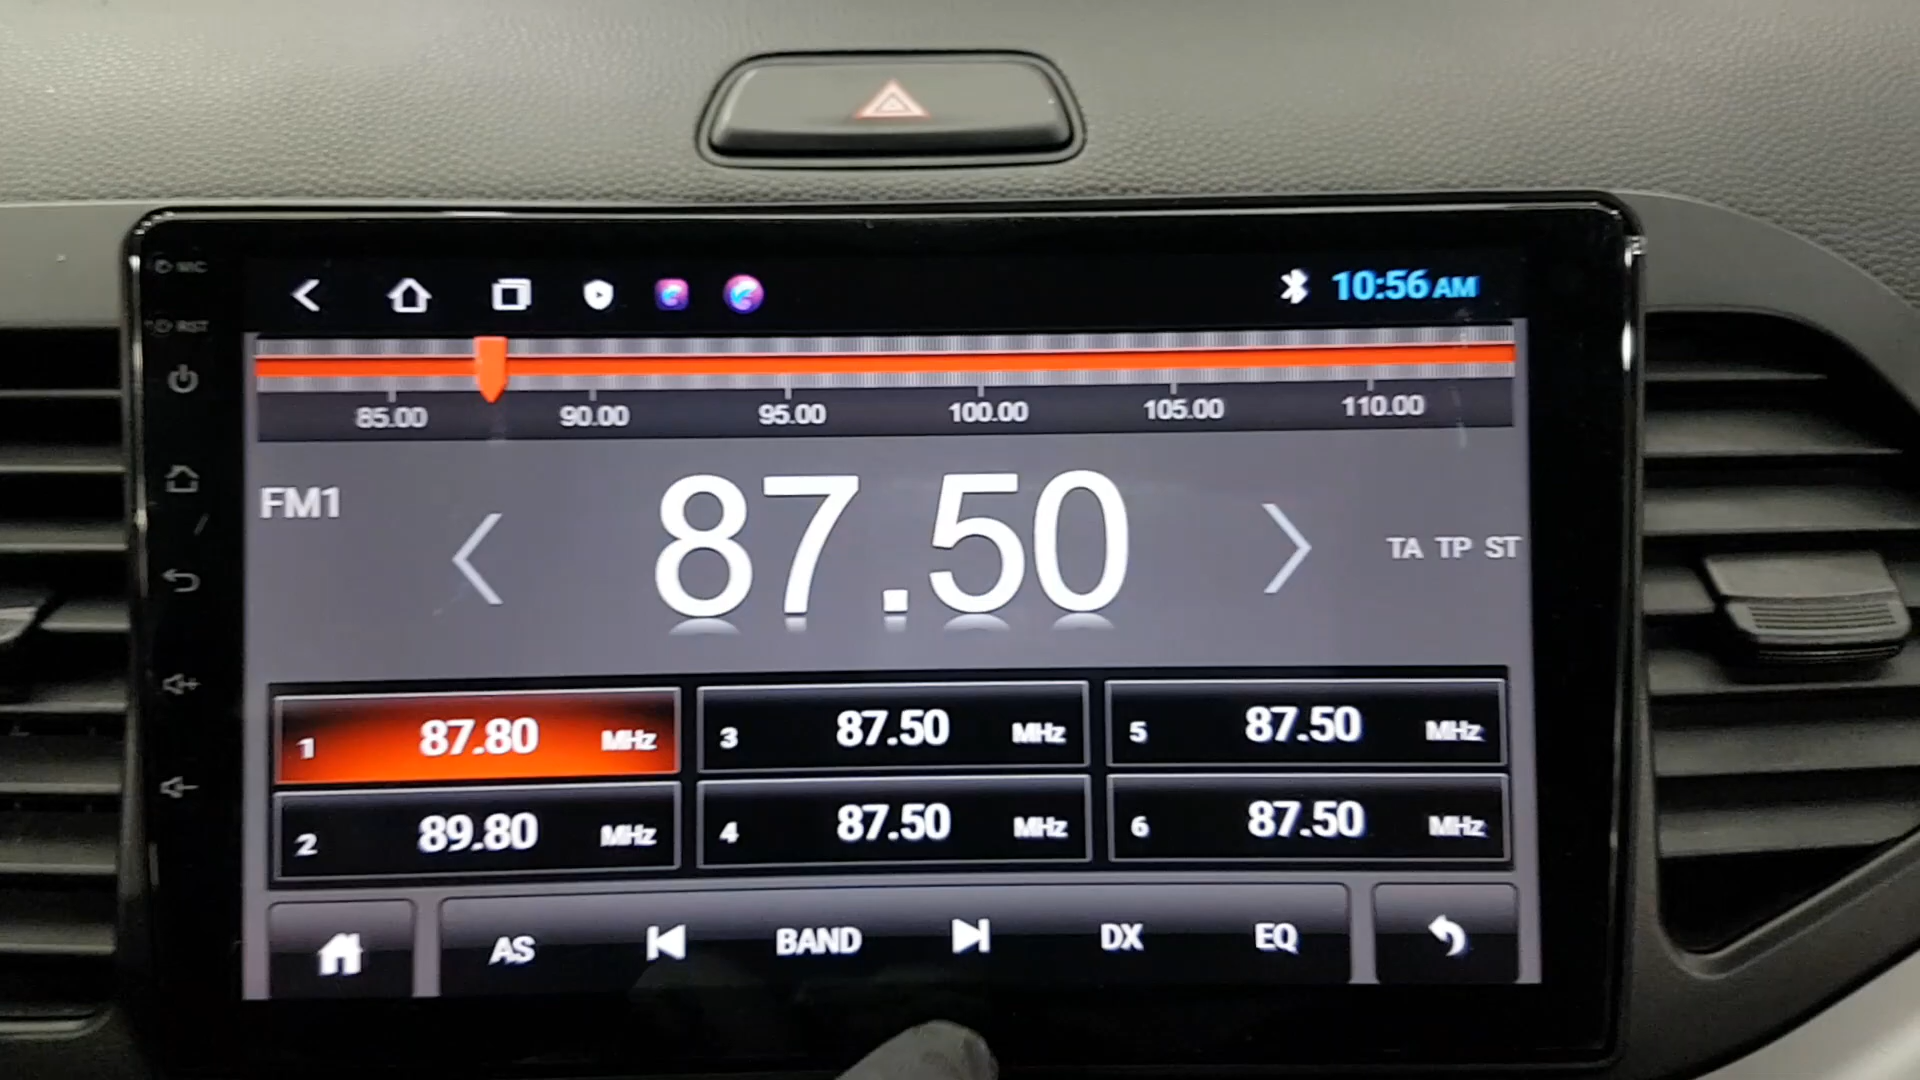 MIC
10:56 AM
RST
85.00 90.00 95.00 100.00 105.00 110.00
FM1
87.50
TA TP ST
1 87.80 MHz
3 87.50 MHz
5 87.50 MHz
2 89.80 MHz
4 87.50 MHz
6 87.50 MHz
AS BAND DX EQ